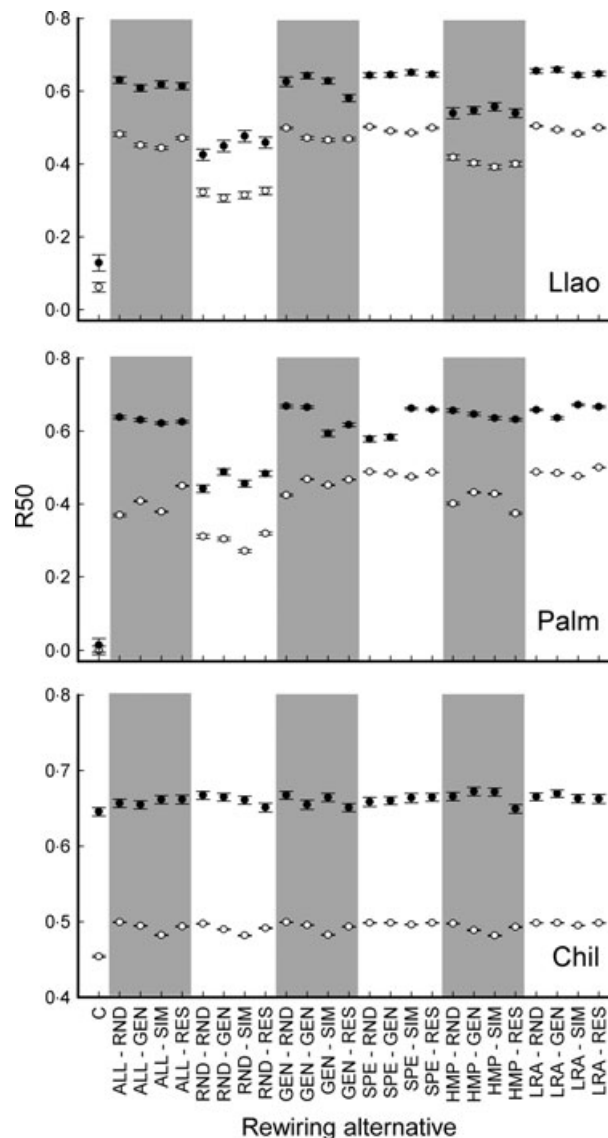 0·8
0·6
0·4
0·2
0·0
Llao
0·8
0·6
0·4
0·2
0·0
Palm
R50
0·8
0·7
0·6
0·5
0·4
Chil
C
ALL - RND
ALL - GEN
ALL - SIM
ALL - RES
RND - RND
RND - GEN
RND - SIM
RND - RES
GEN - RND
GEN - GEN
GEN - SIM
GEN - RES
SPE - RND
SPE - GEN
SPE - SIM
SPE - RES
HMP - RND
HMP - GEN
HMP - SIM
HMP - RES
LRA - RND
LRA - GEN
LRA - SIM
LRA - RES
Rewiring alternative